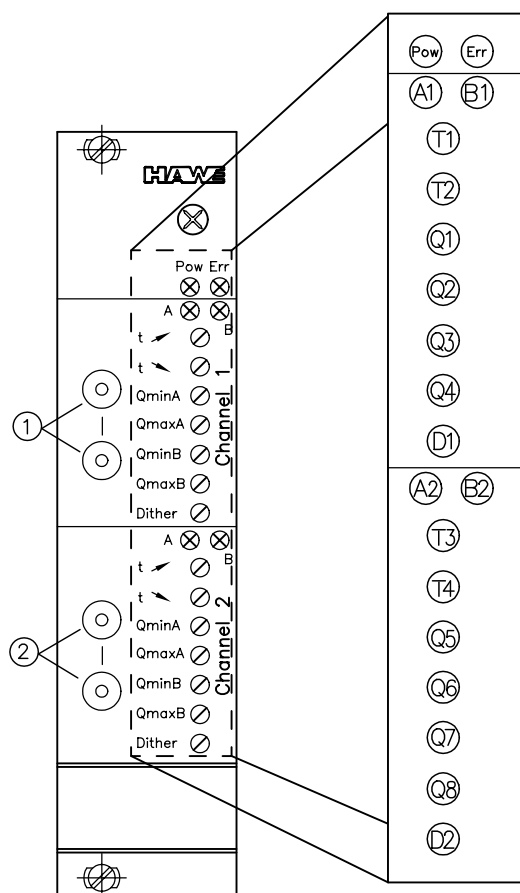 HAWE
Pow Err
A B
t
t
QminA
QmaxA
QminB
QmaxB
Dither
Channel 1
1
A B
t
t
QminA
QmaxA
QminB
QmaxB
Dither
Channel 2
2
Pow Err
A1 B1
T1
T2
Q1
Q2
Q3
Q4
D1
A2 B2
T3
T4
Q5
Q6
Q7
Q8
D2